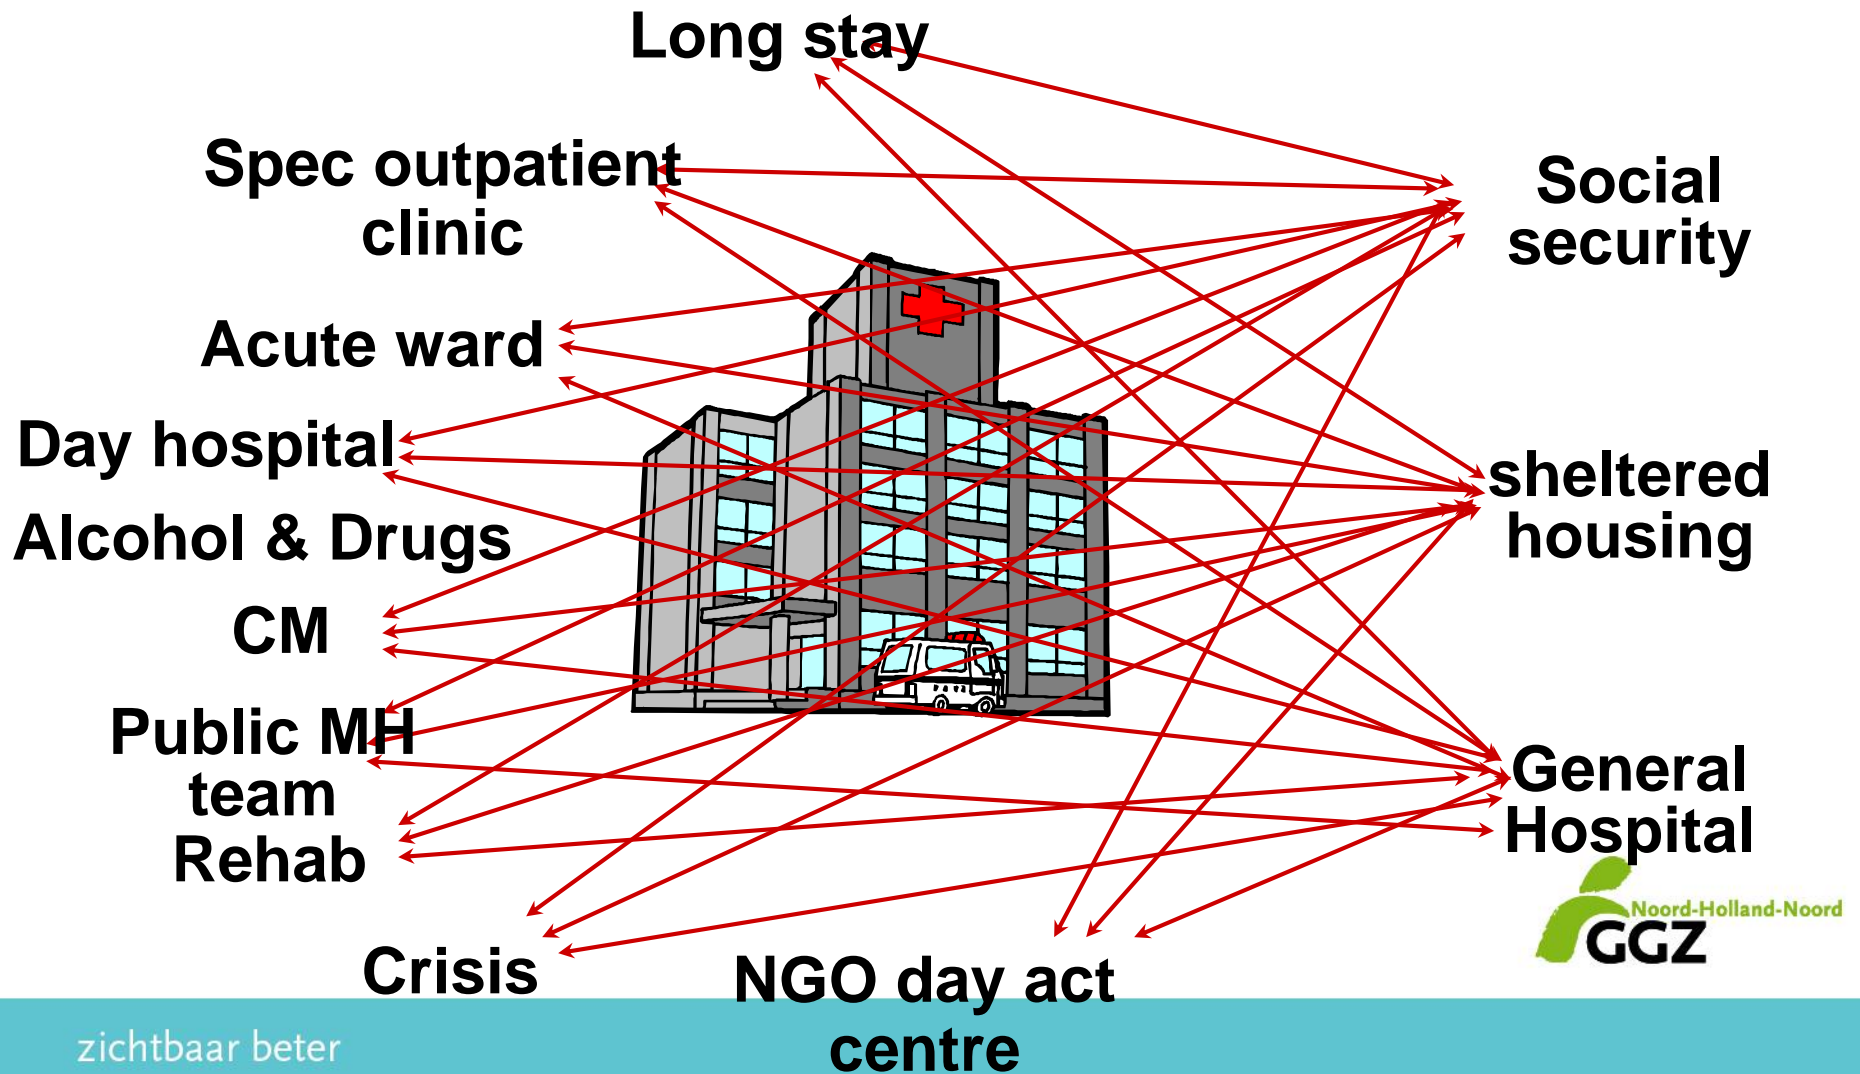 Long stay
Spec outpatient
clinic
Social
security
Acute ward
Day hospital
sheltered
housing
Alcohol & Drugs
CM
Public MH
team
General
Hospital
Rehab
Noord-Holland-Noord
GGZ
Crisis
NGO day act
centre
zichtbaar beter